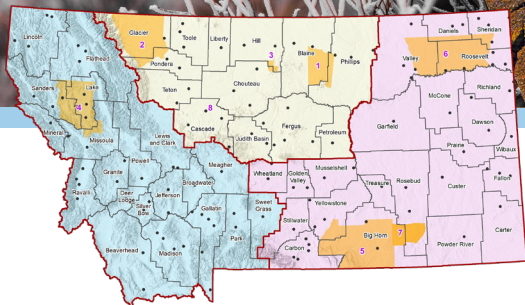 Lincoln
Flathead
Glacier
2
Toole
Liberty
Hill
3
Blaine
1
Phillips
Daniels
Sheridan
Valley
6
Roosevelt
Pondera
Sanders
Lake
4
Teton
Chouteau
Richland
McCone
8
Cascade
Fergus
Garfield
Dawson
Mineral
Missoula
Lewis
and Clark
Judith Basin
Petroleum
Prairie
Wibaux
Powell
Meagher
Granite
Broadwater
Wheatland
Golden
Valley
Musselshell
Treasure
Rosebud
Custer
Fallon
Ravalli
Deer
Lodge
Silver
Bow
Jefferson
Gallatin
Sweet
Grass
Yellowstone
Stillwater
Park
Beaverhead
Madison
Carbon
Big Horn
5
7
Powder River
Carter